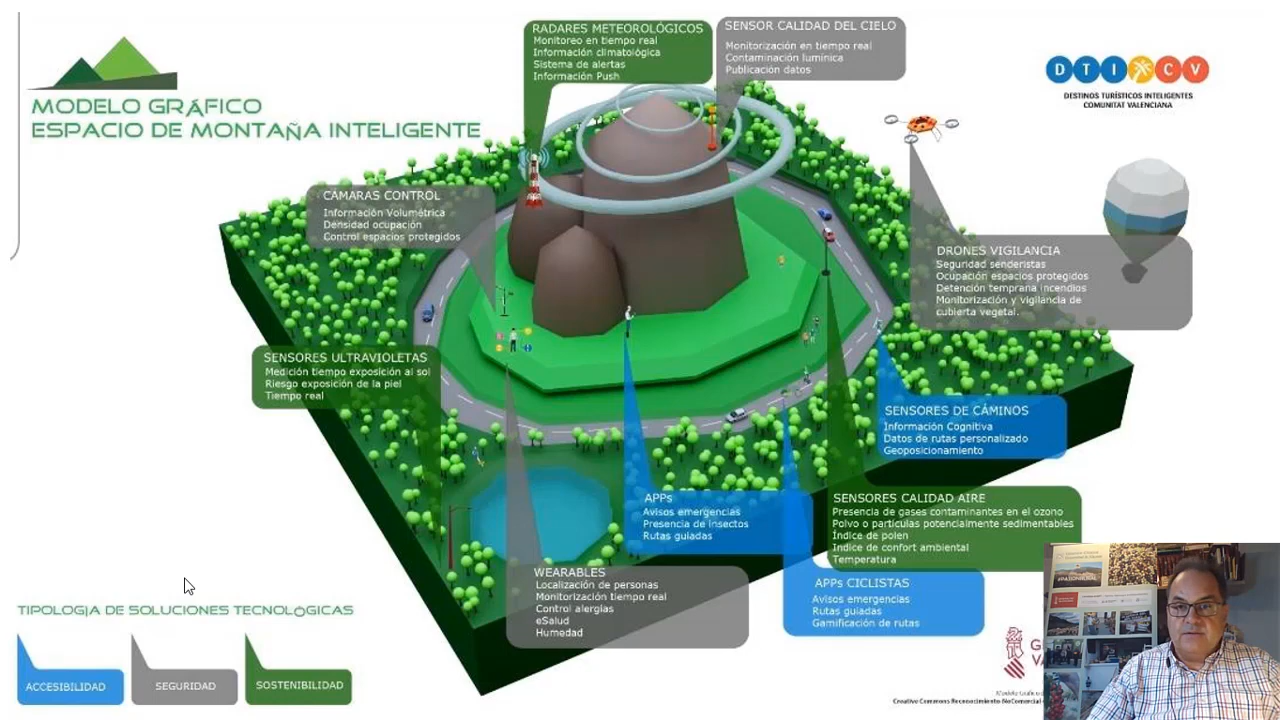 MODELO GRÁFICO
ESPACIO DE MONTAÑA INTELIGENTE
RADARES METEOROLÓGICOS
Monitoreo en tiempo real
Información climatológica
Sistema de alertas
Información Push
SENSOR CALIDAD DEL CIELO
Monitorización en tiempo real
Contaminación lumínica
Publicación datos
DTI CV
DESTINOS TURÍSTICOS INTELIGENTES
COMUNITAT VALENCIANA
CÁMARAS CONTROL
Información Volumétrica
Densidad ocupación
Control espacios protegidos
DRONES VIGILANCIA
Seguridad senderistas
Ocupación espacios protegidos
Detención temprana incendios
Monitorización y vigilancia de
cubierta vegetal.
SENSORES ULTRAVIOLETAS
Medición tiempo exposición al sol
Riesgo exposición de la piel
Tiempo real
SENSORES DE CÁMINOS
Información Cognitiva
Datos de rutas personalizado
Geoposicionamiento
APPs
Avisos emergencias
Presencia de insectos
Rutas guiadas
SENSORES CALIDAD AIRE
Presencia de gases contaminantes en el ozono
Polvo o partículas potencialmente sedimentables
Índice de polen
Indice de confort ambiental
Temperatura
WEARABLES
Localización de personas
Monitorización tiempo real
Control alergias
eSalud
Humedad
APPs CICLISTAS
Avisos emergencias
Rutas guiadas
Gamificación de rutas
TIPOLOGIA DE SOLUCIONES TECNOLÓGICAS
ACCESIBILIDAD
SEGURIDAD
SOSTENIBILIDAD
Modelo Gráfico
Creative Commons Reconocimiento-NoComercial